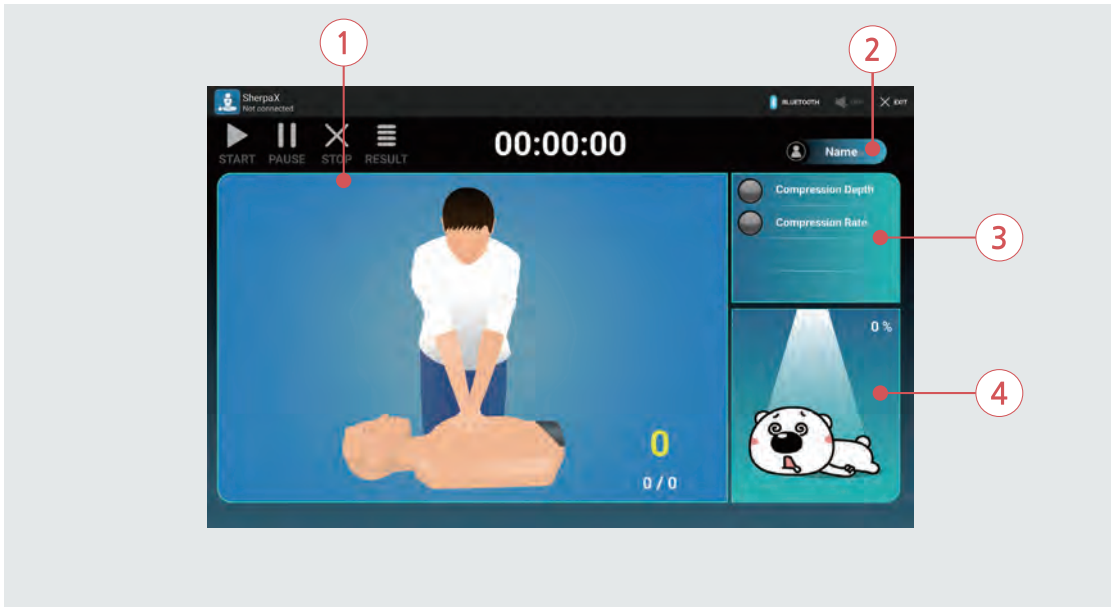 1
2
SherpaX
Not connected
BLUETOOTH
EXIT
START PAUSE STOP RESULT
00:00:00
Name
Compression Depth
Compression Rate
3
0 %
4
0
0 / 0